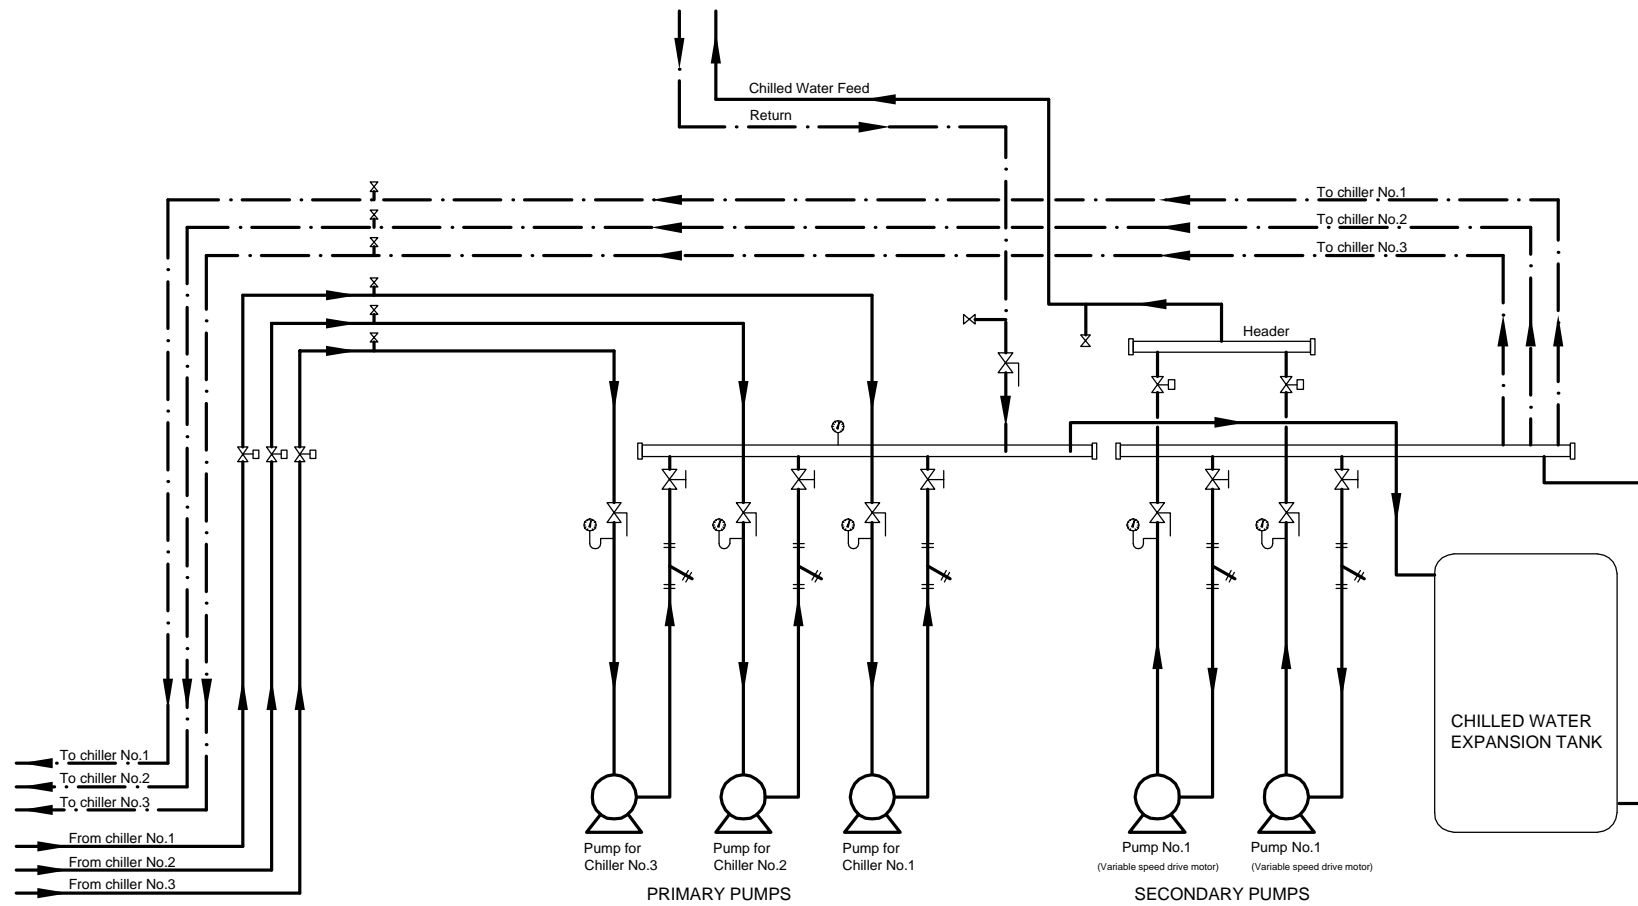 Chilled Water Feed
Return
To chiller No.1
To chiller No.2
To chiller No.3
Header
CHILLED WATER
EXPANSION TANK
To chiller No.1
To chiller No.2
To chiller No.3
From chiller No.1
From chiller No.2
From chiller No.3
Pump for
Chiller No.3
Pump for
Chiller No.2
Pump for
Chiller No.1
PRIMARY PUMPS
Pump No.1
(Variable speed drive motor)
Pump No.1
(Variable speed drive motor)
SECONDARY PUMPS